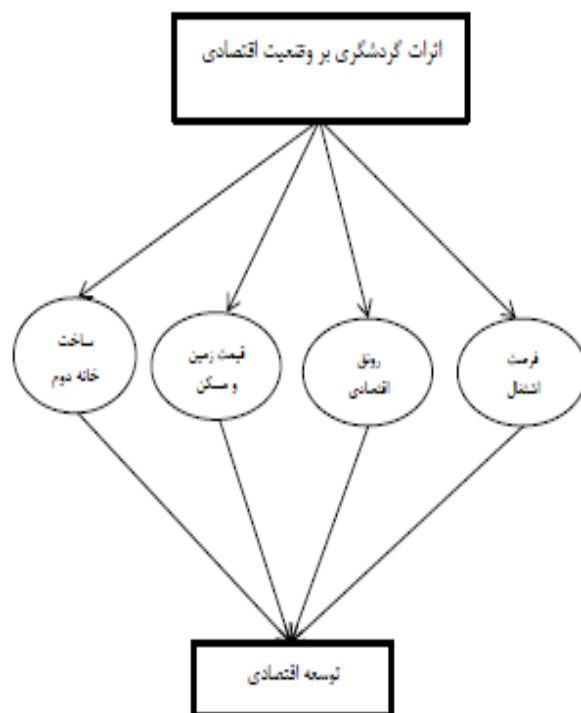 اثرات گردشگری بر وضعیت اقتصادی
فرصت
اشتغال
رونق
اقتصادی
قیمت زمین
و مسکن
ساخت
خانه دوم
توسعه اقتصادی